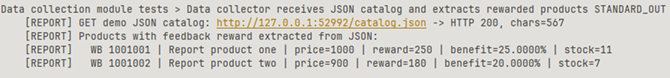 Data collection module tests > Data collector receives JSON catalog and extracts rewarded products STANDARD_OUT
[REPORT] GET demo JSON catalog: http://127.0.0.1:52992/catalog.json -> HTTP 200, chars=567
[REPORT] Products with feedback reward extracted from JSON:
[REPORT]   WB 1001001 | Report product one | price=1000 | reward=250 | benefit=25.0000% | stock=11
[REPORT]   WB 1001002 | Report product two | price=900 | reward=180 | benefit=20.0000% | stock=7